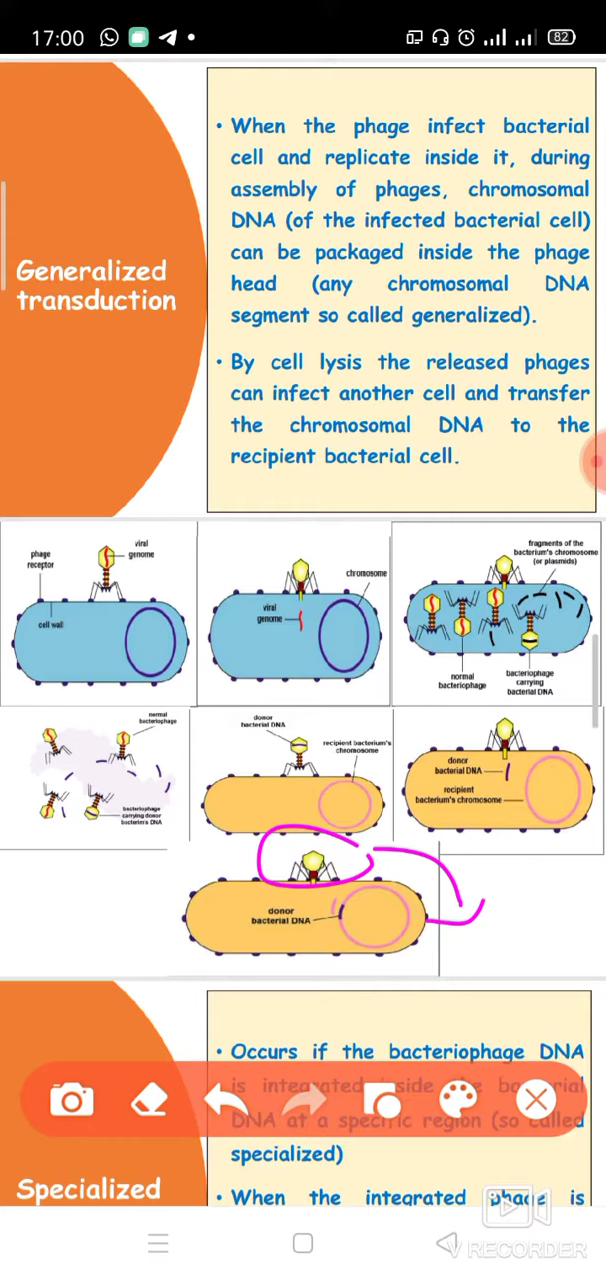 17:00
82
Generalized
transduction
• When the phage infect bacterial
cell and replicate inside it, during
assembly of phages, chromosomal
DNA (of the infected bacterial cell)
can be packaged inside the phage
head (any chromosomal DNA
segment so called generalized).
• By cell lysis the released phages
can infect another cell and transfer
the chromosomal DNA to the
recipient bacterial cell.
phage
receptor
viral
genome
cell wall
chromosome
viral
genome
fragments of the
bacterium's chromosome
(or plasmids)
normal
bacteriophage
bacteriophage
carrying
bacterial DNA
normal
bacteriophage
bacteriophage
carrying donor
bacterim's DNA
donor
bacterial DNA
recipient bacterium's
chromosome
donor
bacterial DNA
recipient
bacterium's chromosome
donor
bacterial DNA
Specialized
• Occurs if the bacteriophage DNA
is integrated
DNA at a specific region (so called
specialized)
• When the integrated phage is
V RECORDER